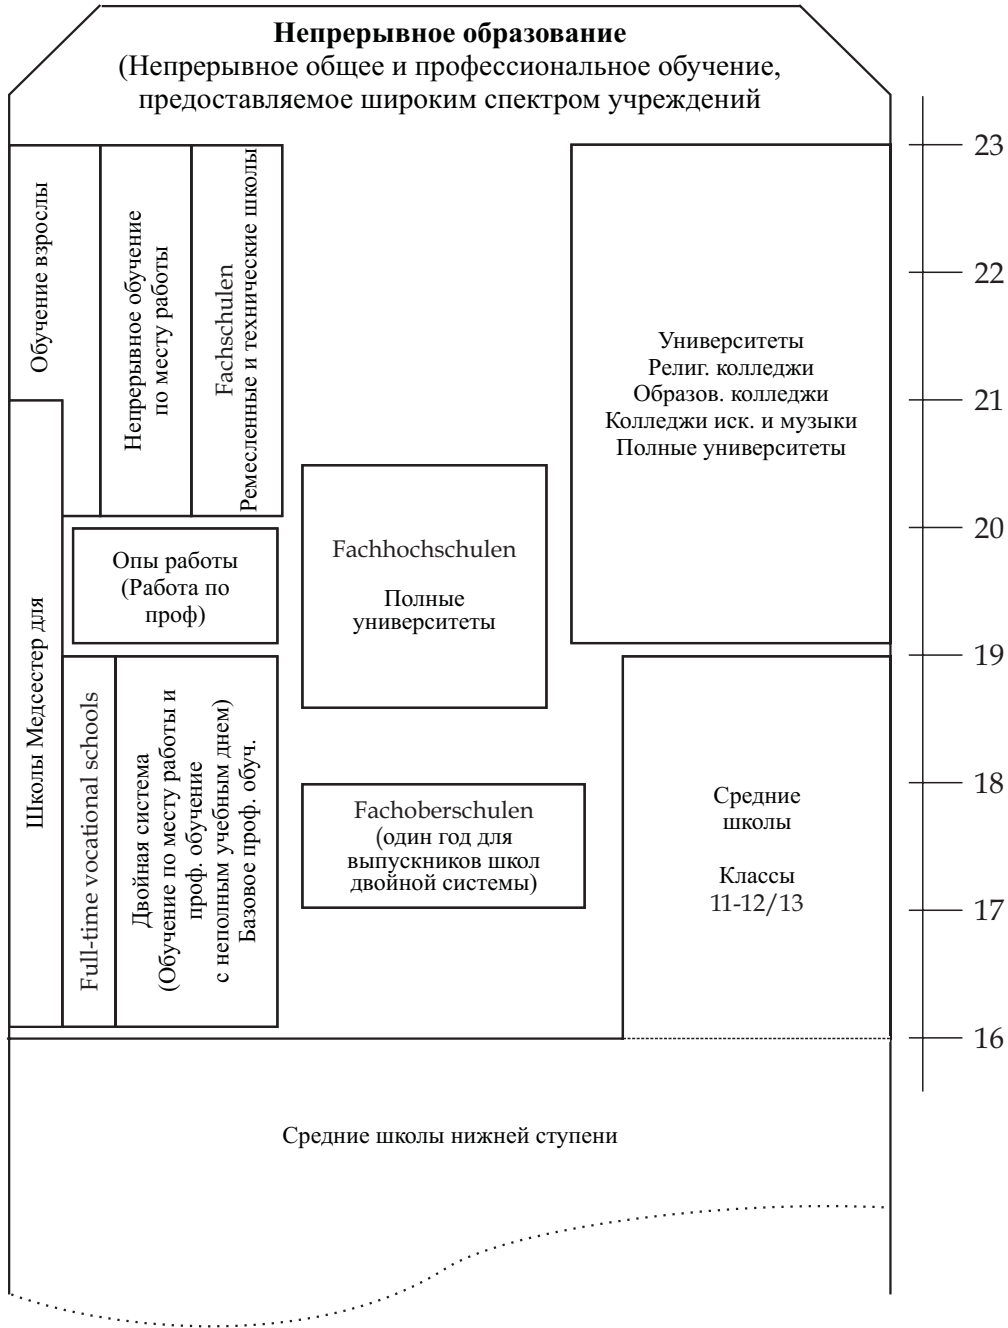 Непрерывное образование
(Непрерывное общее и профессиональное обучение,
предоставляемое широким спектром учреждений
Обучение взрослы
Непрерывное обучение
по месту работы
Fachschulen
Ремесленные и технические школы
Университеты
Религ. колледжи
Образов. колледжи
Колледжи иск. и музыки
Полные университеты
Fachhochschulen
Полные
университеты
Опы работы
(Работа по
проф)
Школы Медсестер для
Full-time vocational schools
Двойная система
(Обучение по месту работы и
проф. обучение
с неполным учебным днем)
Базовое проф. обуч.
Fachoberschulen
(один год для
выпускников школ
двойной системы)
Средние
школы
Классы
11-12/13
Средние школы нижней ступени
23
22
21
20
19
18
17
16